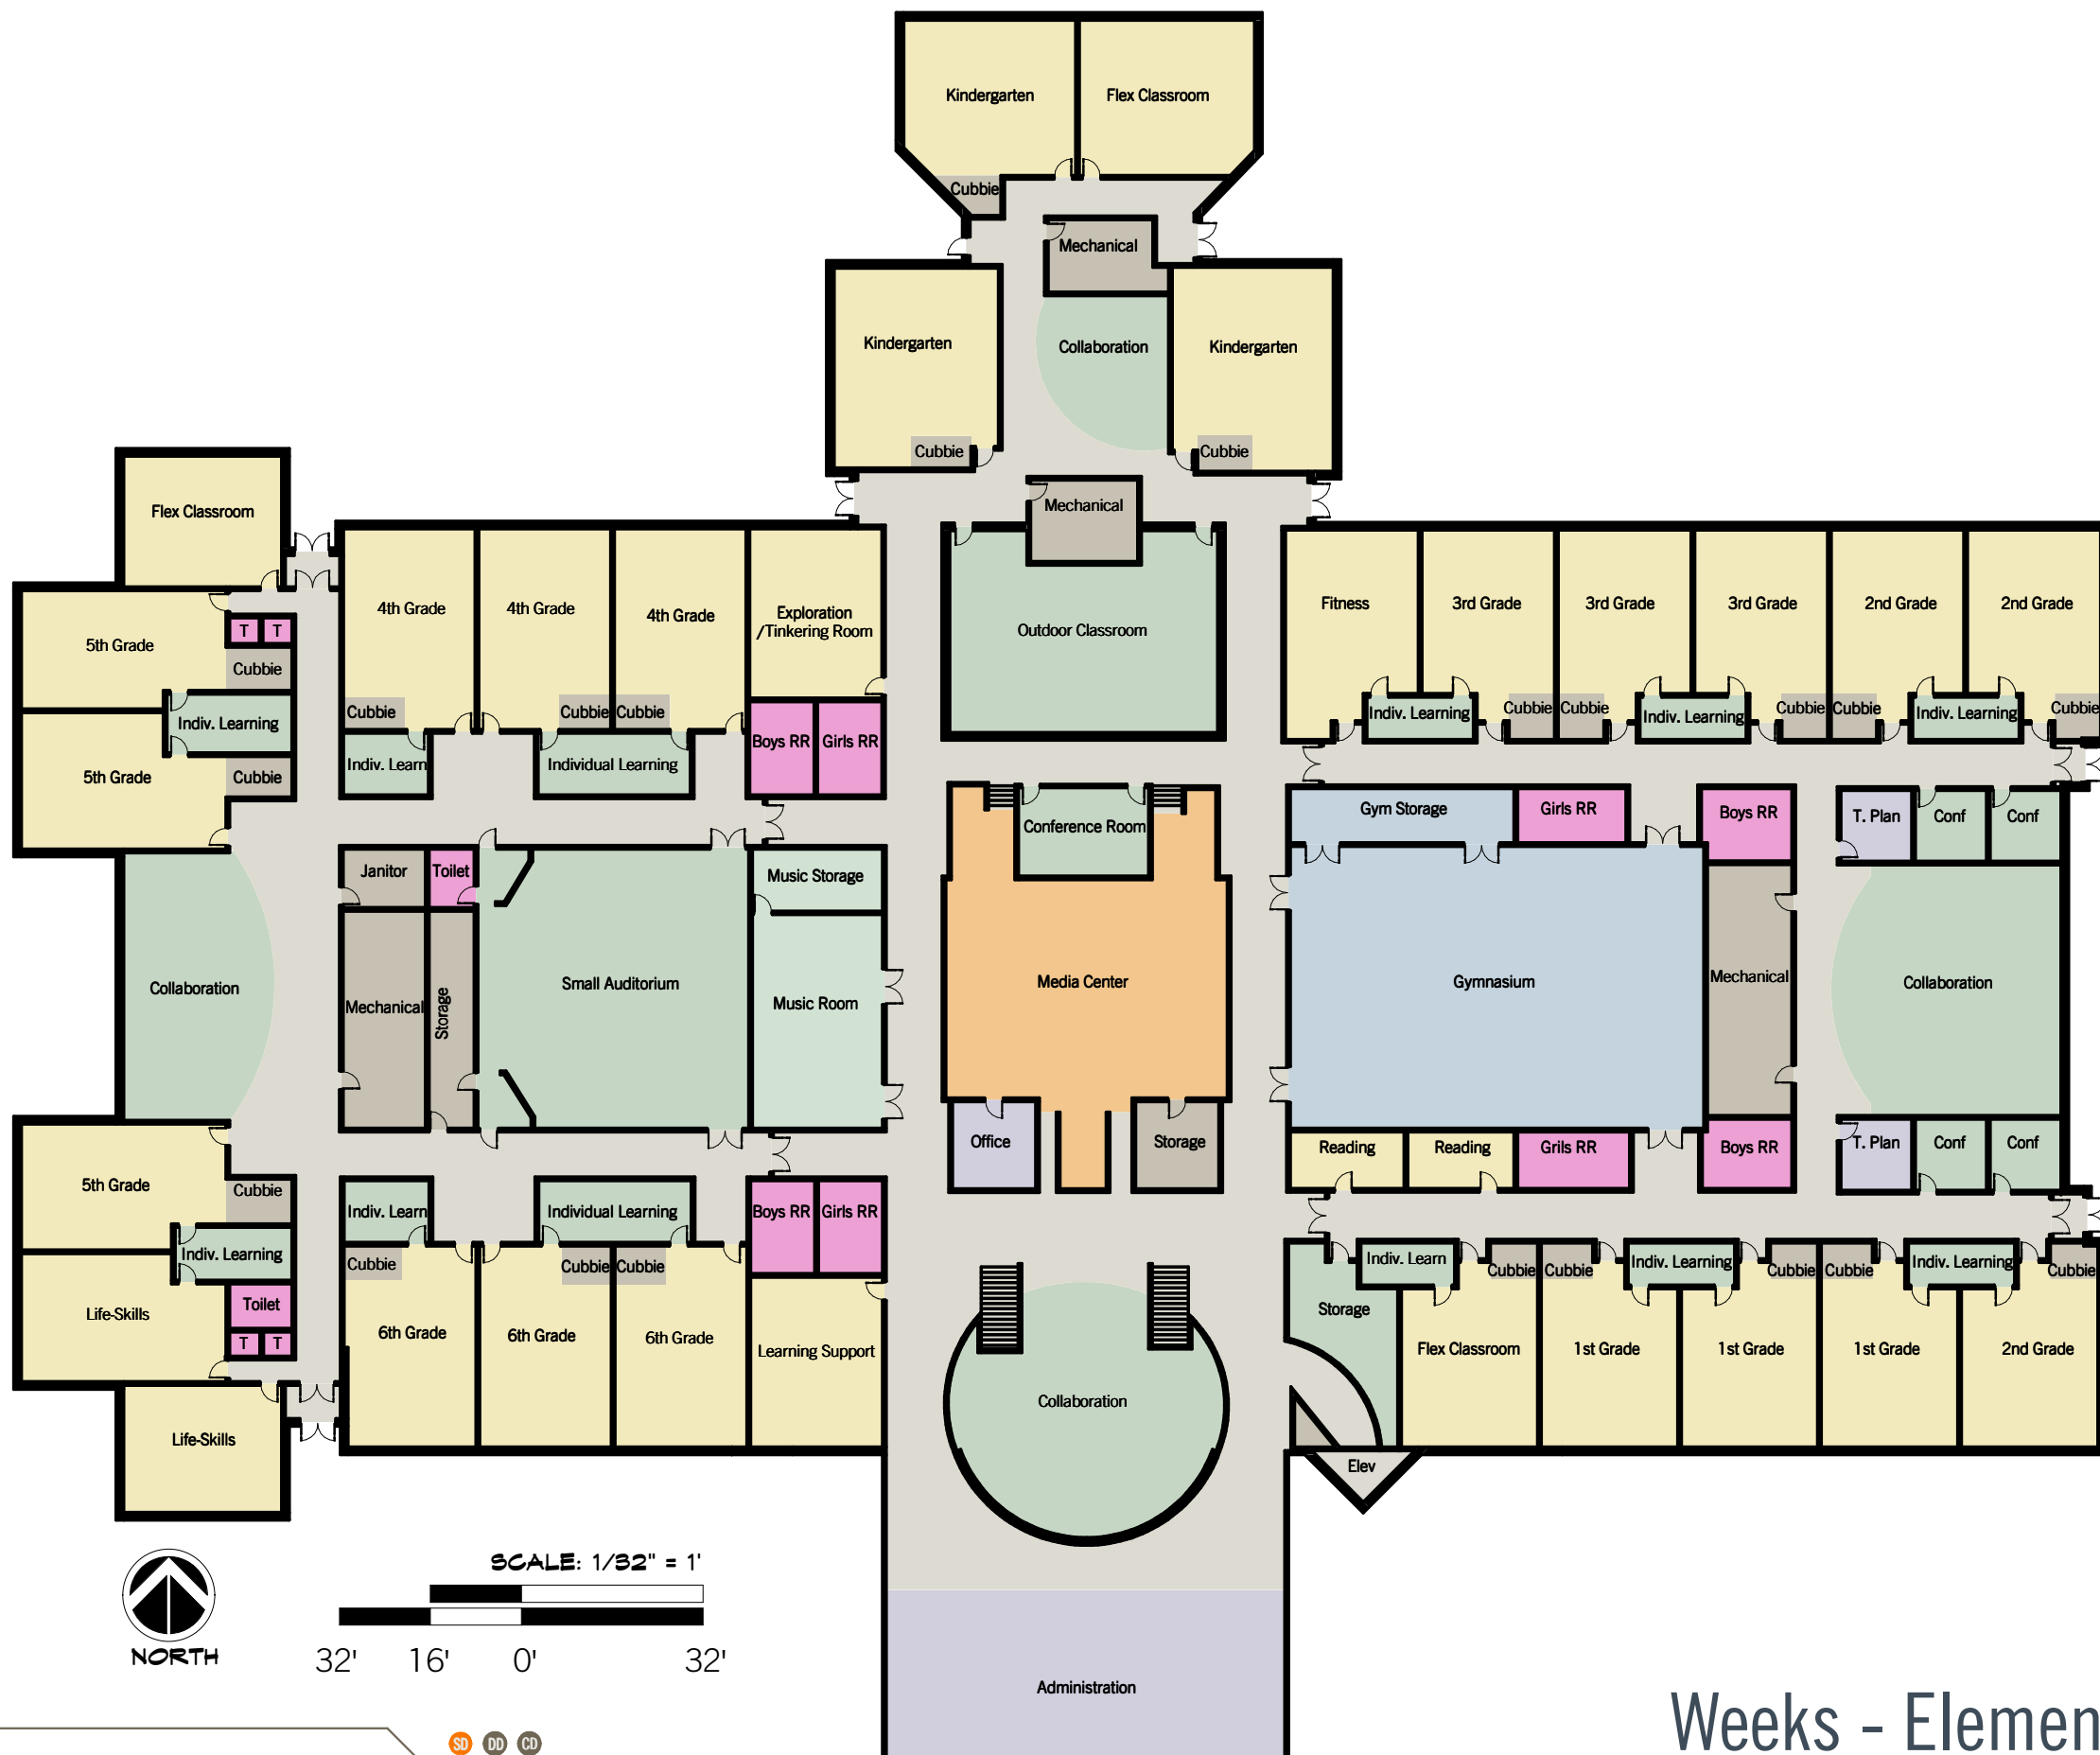 Kindergarten
Flex Classroom
Cubbie
Mechanical
Kindergarten
Collaboration
Kindergarten
Cubbie
Cubbie
Mechanical
Flex Classroom
4th Grade
4th Grade
4th Grade
Exploration
/Tinkering Room
Outdoor Classroom
Fitness
3rd Grade
3rd Grade
3rd Grade
2nd Grade
2nd Grade
5th Grade
T
T
Cubbie
Indiv. Learning
5th Grade
Cubbie
Cubbie
Cubbie
Cubbie
Indiv. Learn
Individual Learning
Boys RR
Girls RR
Indiv. Learning
Cubbie
Cubbie
Indiv. Learning
Cubbie
Cubbie
Indiv. Learning
Cubbie
Conference Room
Gym Storage
Girls RR
Boys RR
T. Plan
Conf
Conf
Janitor
Toilet
Music Storage
Collaboration
Mechanical
Storage
Small Auditorium
Music Room
Media Center
Gymnasium
Mechanical
Collaboration
Office
Storage
Reading
Reading
Grils RR
Boys RR
T. Plan
Conf
Conf
5th Grade
Cubbie
Indiv. Learning
Life-Skills
Toilet
T
T
Life-Skills
Indiv. Learn
Individual Learning
Boys RR
Girls RR
Cubbie
Cubbie
Cubbie
6th Grade
6th Grade
6th Grade
Learning Support
Collaboration
Storage
Indiv. Learn
Cubbie
Cubbie
Indiv. Learning
Cubbie
Cubbie
Indiv. Learning
Cubbie
Flex Classroom
1st Grade
1st Grade
1st Grade
2nd Grade
Elev
NORTH
SCALE: 1/32" = 1'
32'
16'
0'
32'
Administration
SD
DD
CD
Weeks - Elemen